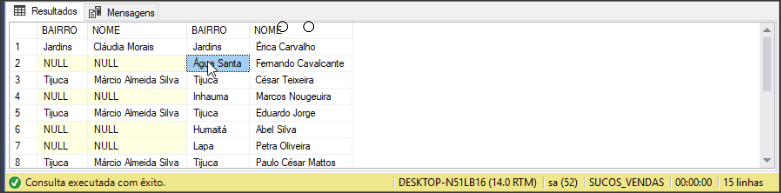 Resultados Mensagens
BAIRRO NOME BAIRRO NOME
1 Jardins Cláudia Morais Jardins Érica Carvalho
2 NULL NULL Água Santa Fernando Cavalcante
3 Tijuca Márcio Almeida Silva Tijuca César Teixeira
4 NULL NULL Inhauma Marcos Nougeuira
5 Tijuca Márcio Almeida Silva Tijuca Eduardo Jorge
6 NULL NULL Humaitá Abel Silva
7 NULL NULL Lapa Petra Oliveira
8 Tijuca Márcio Almeida Silva Tijuca Paulo César Mattos
Consulta executada com êxito. DESKTOP-N51LB16 (14.0 RTM) sa (52) SUCOS_VENDAS 00:00:00 15 linhas